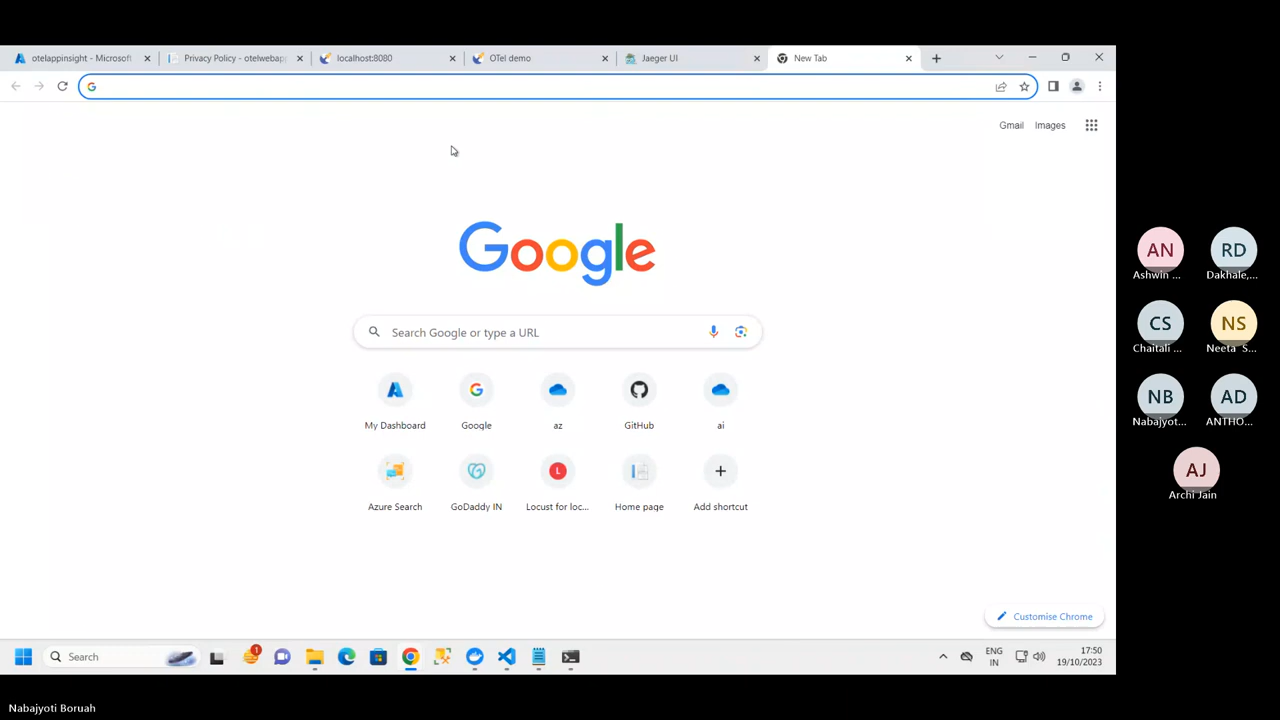 otelappinsight - Microsoft
Privacy Policy - otelwebapp
localhost:8080
OTel demo
Jaeger UI
New Tab
Gmail
Images
Google
Search Google or type a URL
My Dashboard
Google
az
GitHub
ai
Azure Search
GoDaddy IN
L
Locust for loc...
Home page
Add shortcut
Customise Chrome
Search
1
ENG
IN
17:50
19/10/2023
AN
Ashwin ...
RD
Dakhale,...
CS
Chaitali ...
NS
Neeta S...
NB
Nabajyot...
AD
ANTHO...
AJ
Archi Jain
Nabajyoti Boruah